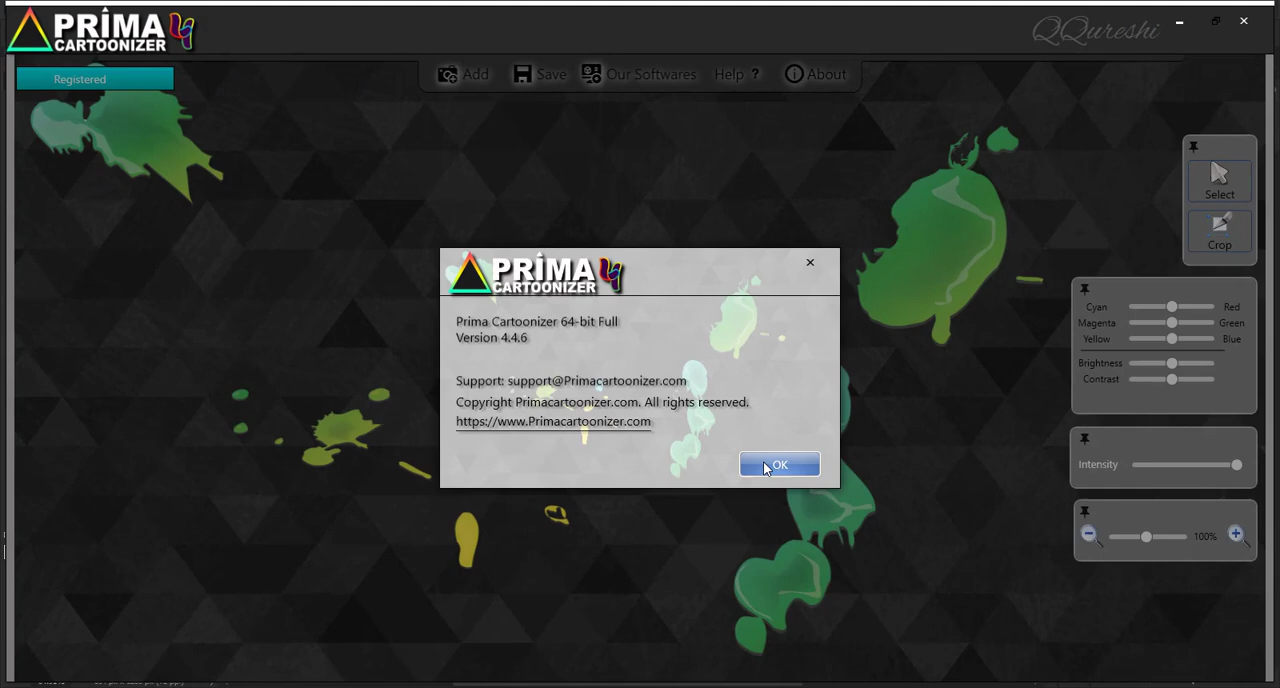 PRIMA
CARTOONIZER
QQureshi
Registered
Add
Save
Our Softwares
Help ?
About
Select
Crop
PRIMA
CARTOONIZER
Prima Cartoonizer 64-bit Full
Version 4.4.6
Support: support@Primacartoonizer.com
Copyright Primacartoonizer.com. All rights reserved.
https://www.Primacartoonizer.com
OK
Cyan Red
Magenta Green
Yellow Blue
Brightness
Contrast
Intensity
100%